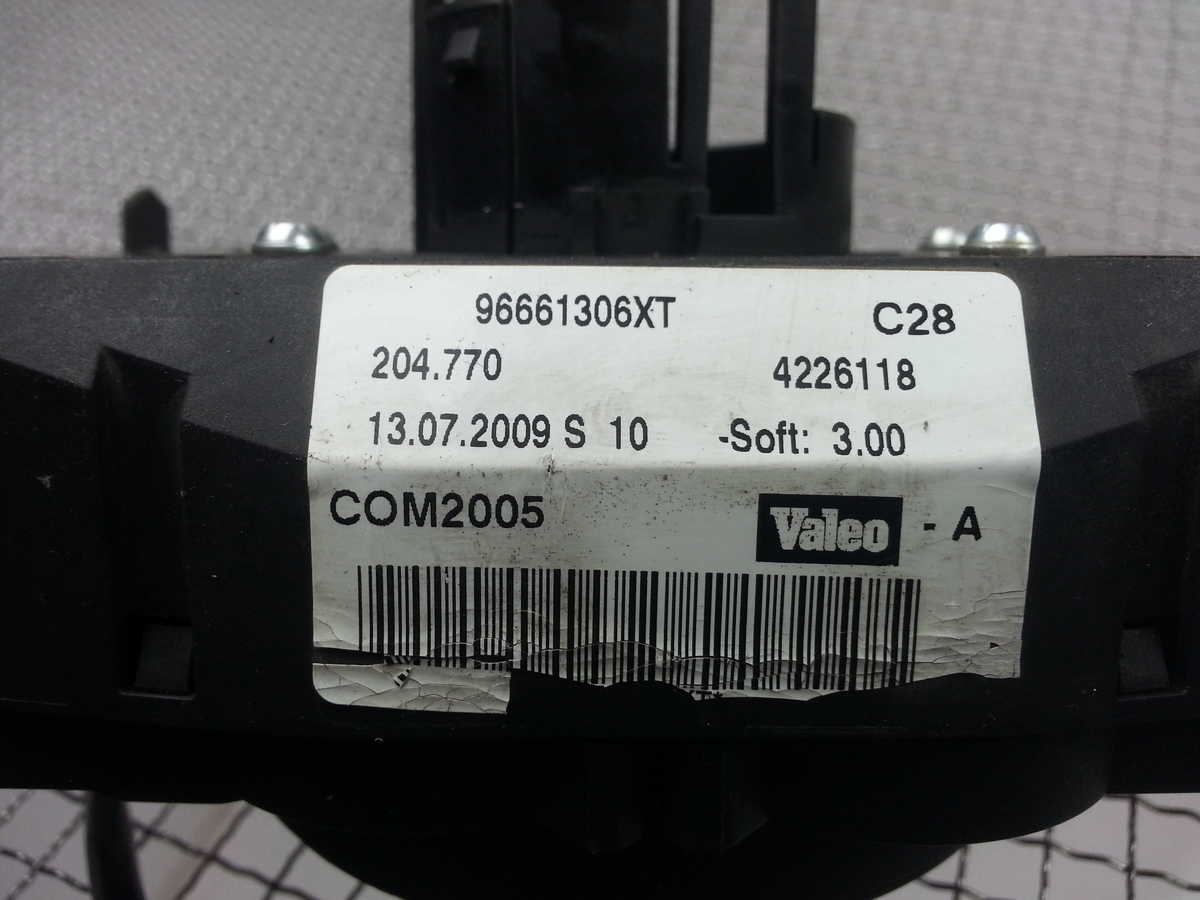 96661306XT C28
204.770 4226118
13.07.2009 S 10 -Soft: 3.00
COM2005 Valeo - A